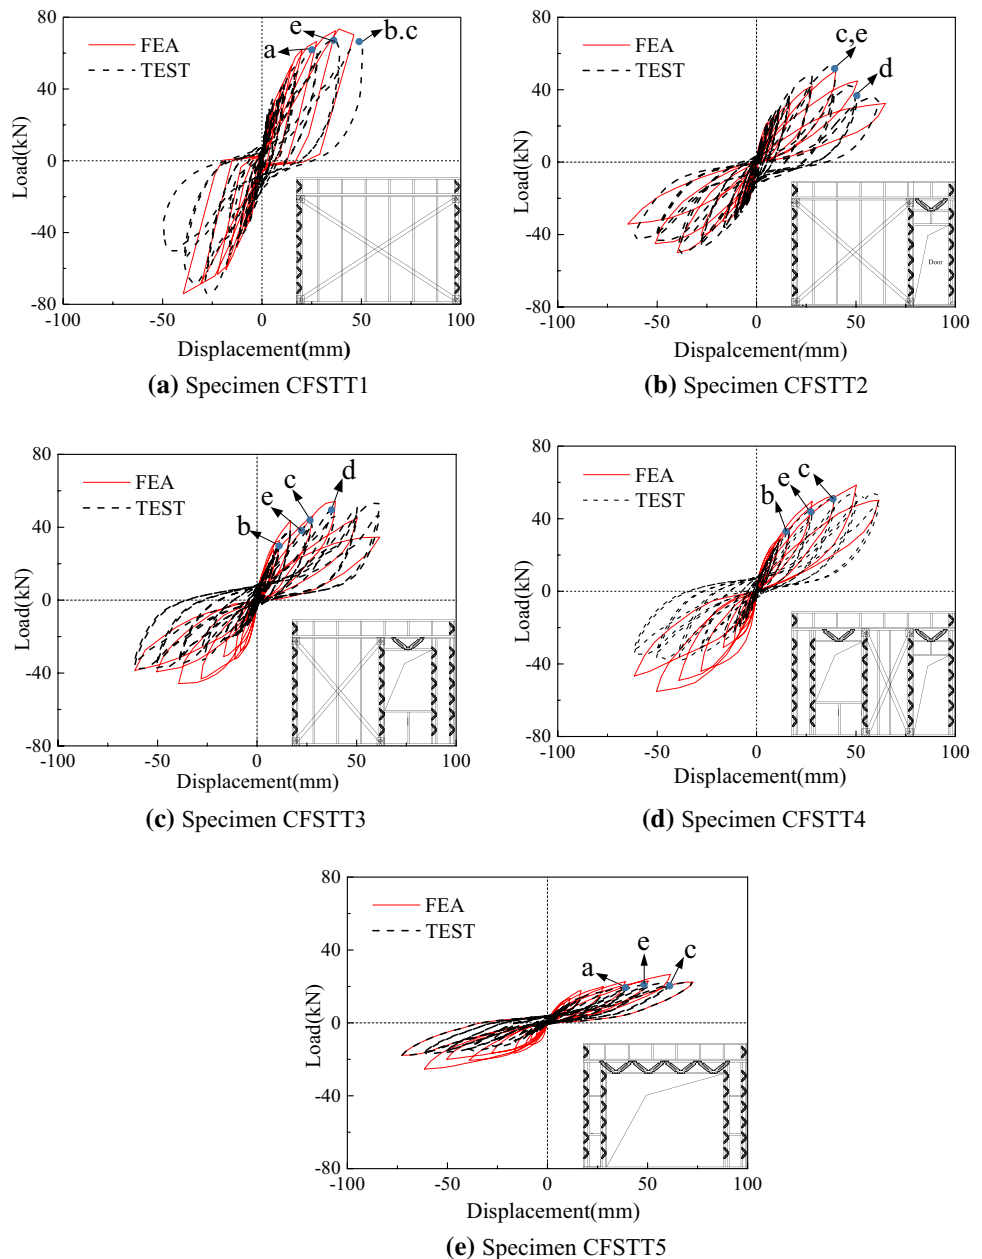 80
FEA
TEST
a
e
b.c
40
0
-40
-80
Load(kN)
-100
-50
0
50
100
Displacement(mm)
(a) Specimen CFSTT1
80
FEA
TEST
c,e
d
40
0
-40
-80
Load(kN)
Door
-100
-50
0
50
100
Dispalcement(mm)
(b) Specimen CFSTT2
80
FEA
TEST
b
e
c
d
40
0
-40
-80
Load(kN)
-100
-50
0
50
100
Displacement(mm)
(c) Specimen CFSTT3
80
FEA
TEST
b
e
c
40
0
-40
-80
Load(kN)
-100
-50
0
50
100
Displacement(mm)
(d) Specimen CFSTT4
80
FEA
TEST
a
e
c
40
0
-40
-80
Load(kN)
-100
-50
0
50
100
Displacement(mm)
(e) Specimen CFSTT5